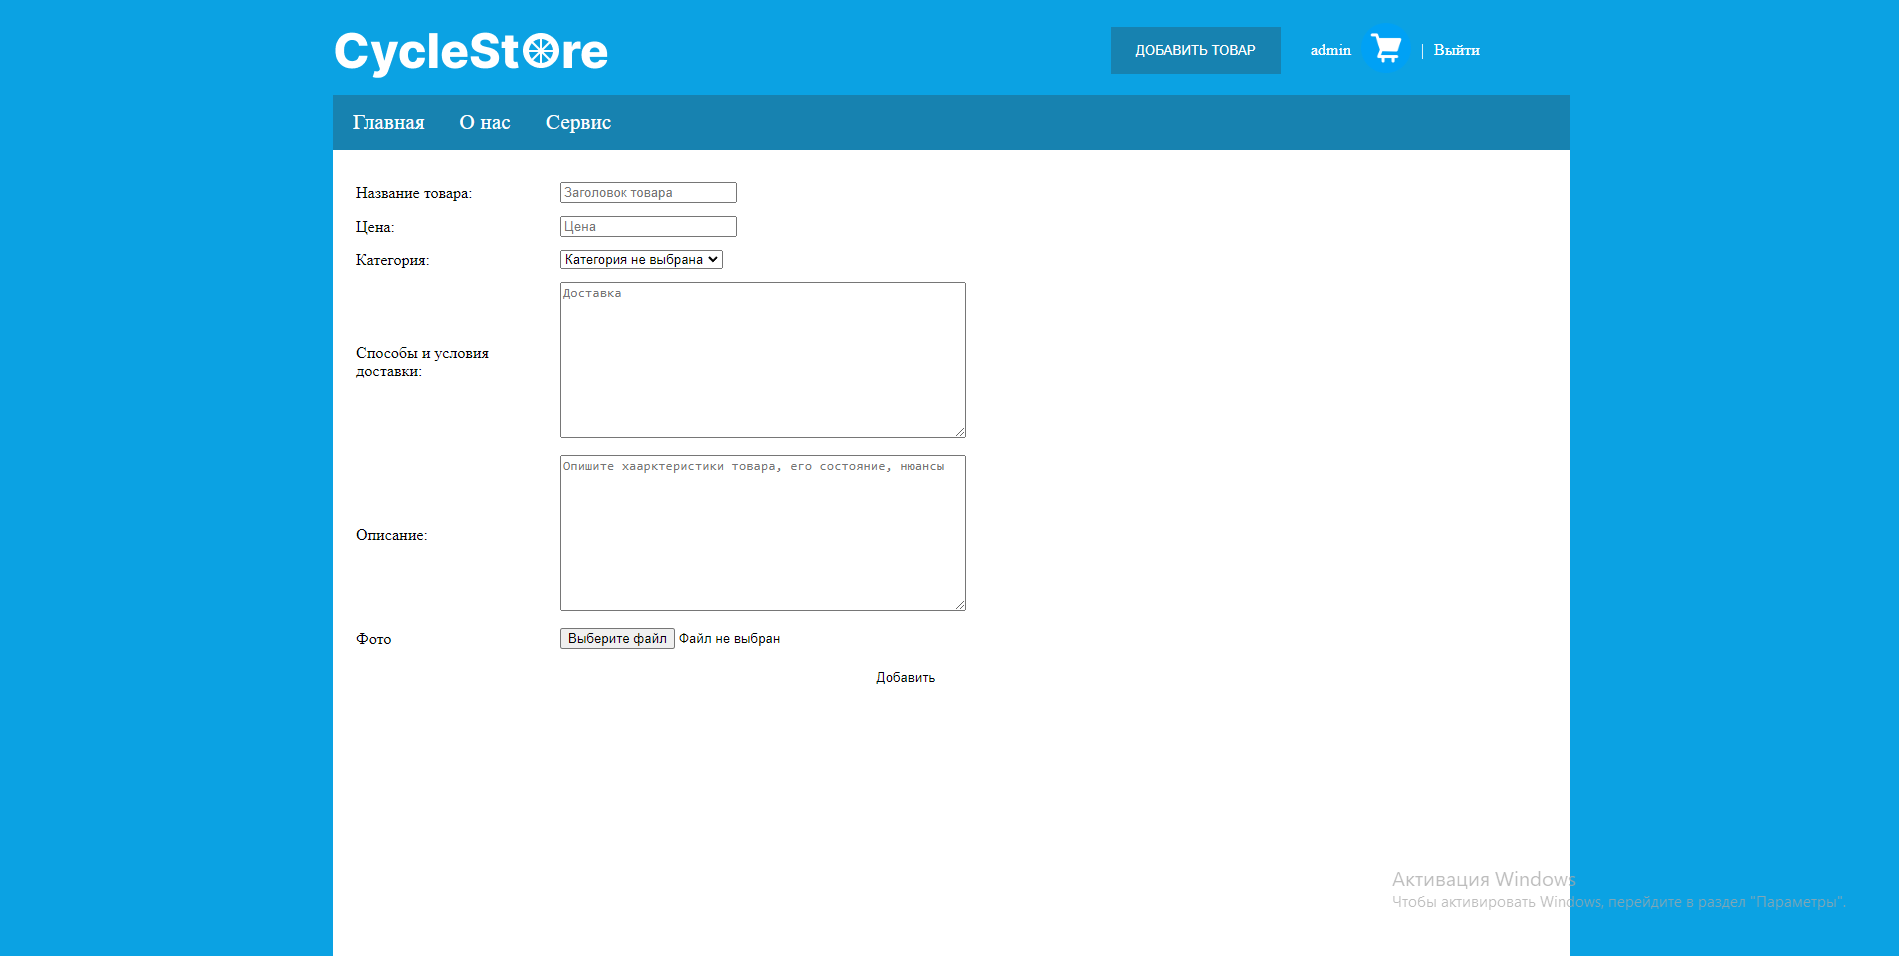 CycleStore
ДОБАВИТЬ ТОВАР
admin
|
Выйти
Главная
О нас
Сервис
Название товара:
Заголовок товара
Цена:
Цена
Категория:
Категория не выбрана
Способы и условия
доставки:
Доставка
Описание:
Опишите хаарктеристики товара, его состояние, нюансы
Фото
Выберите файл
Файл не выбран
Добавить
Активация Windows
Чтобы активировать Windows, перейдите в раздел "Параметры".